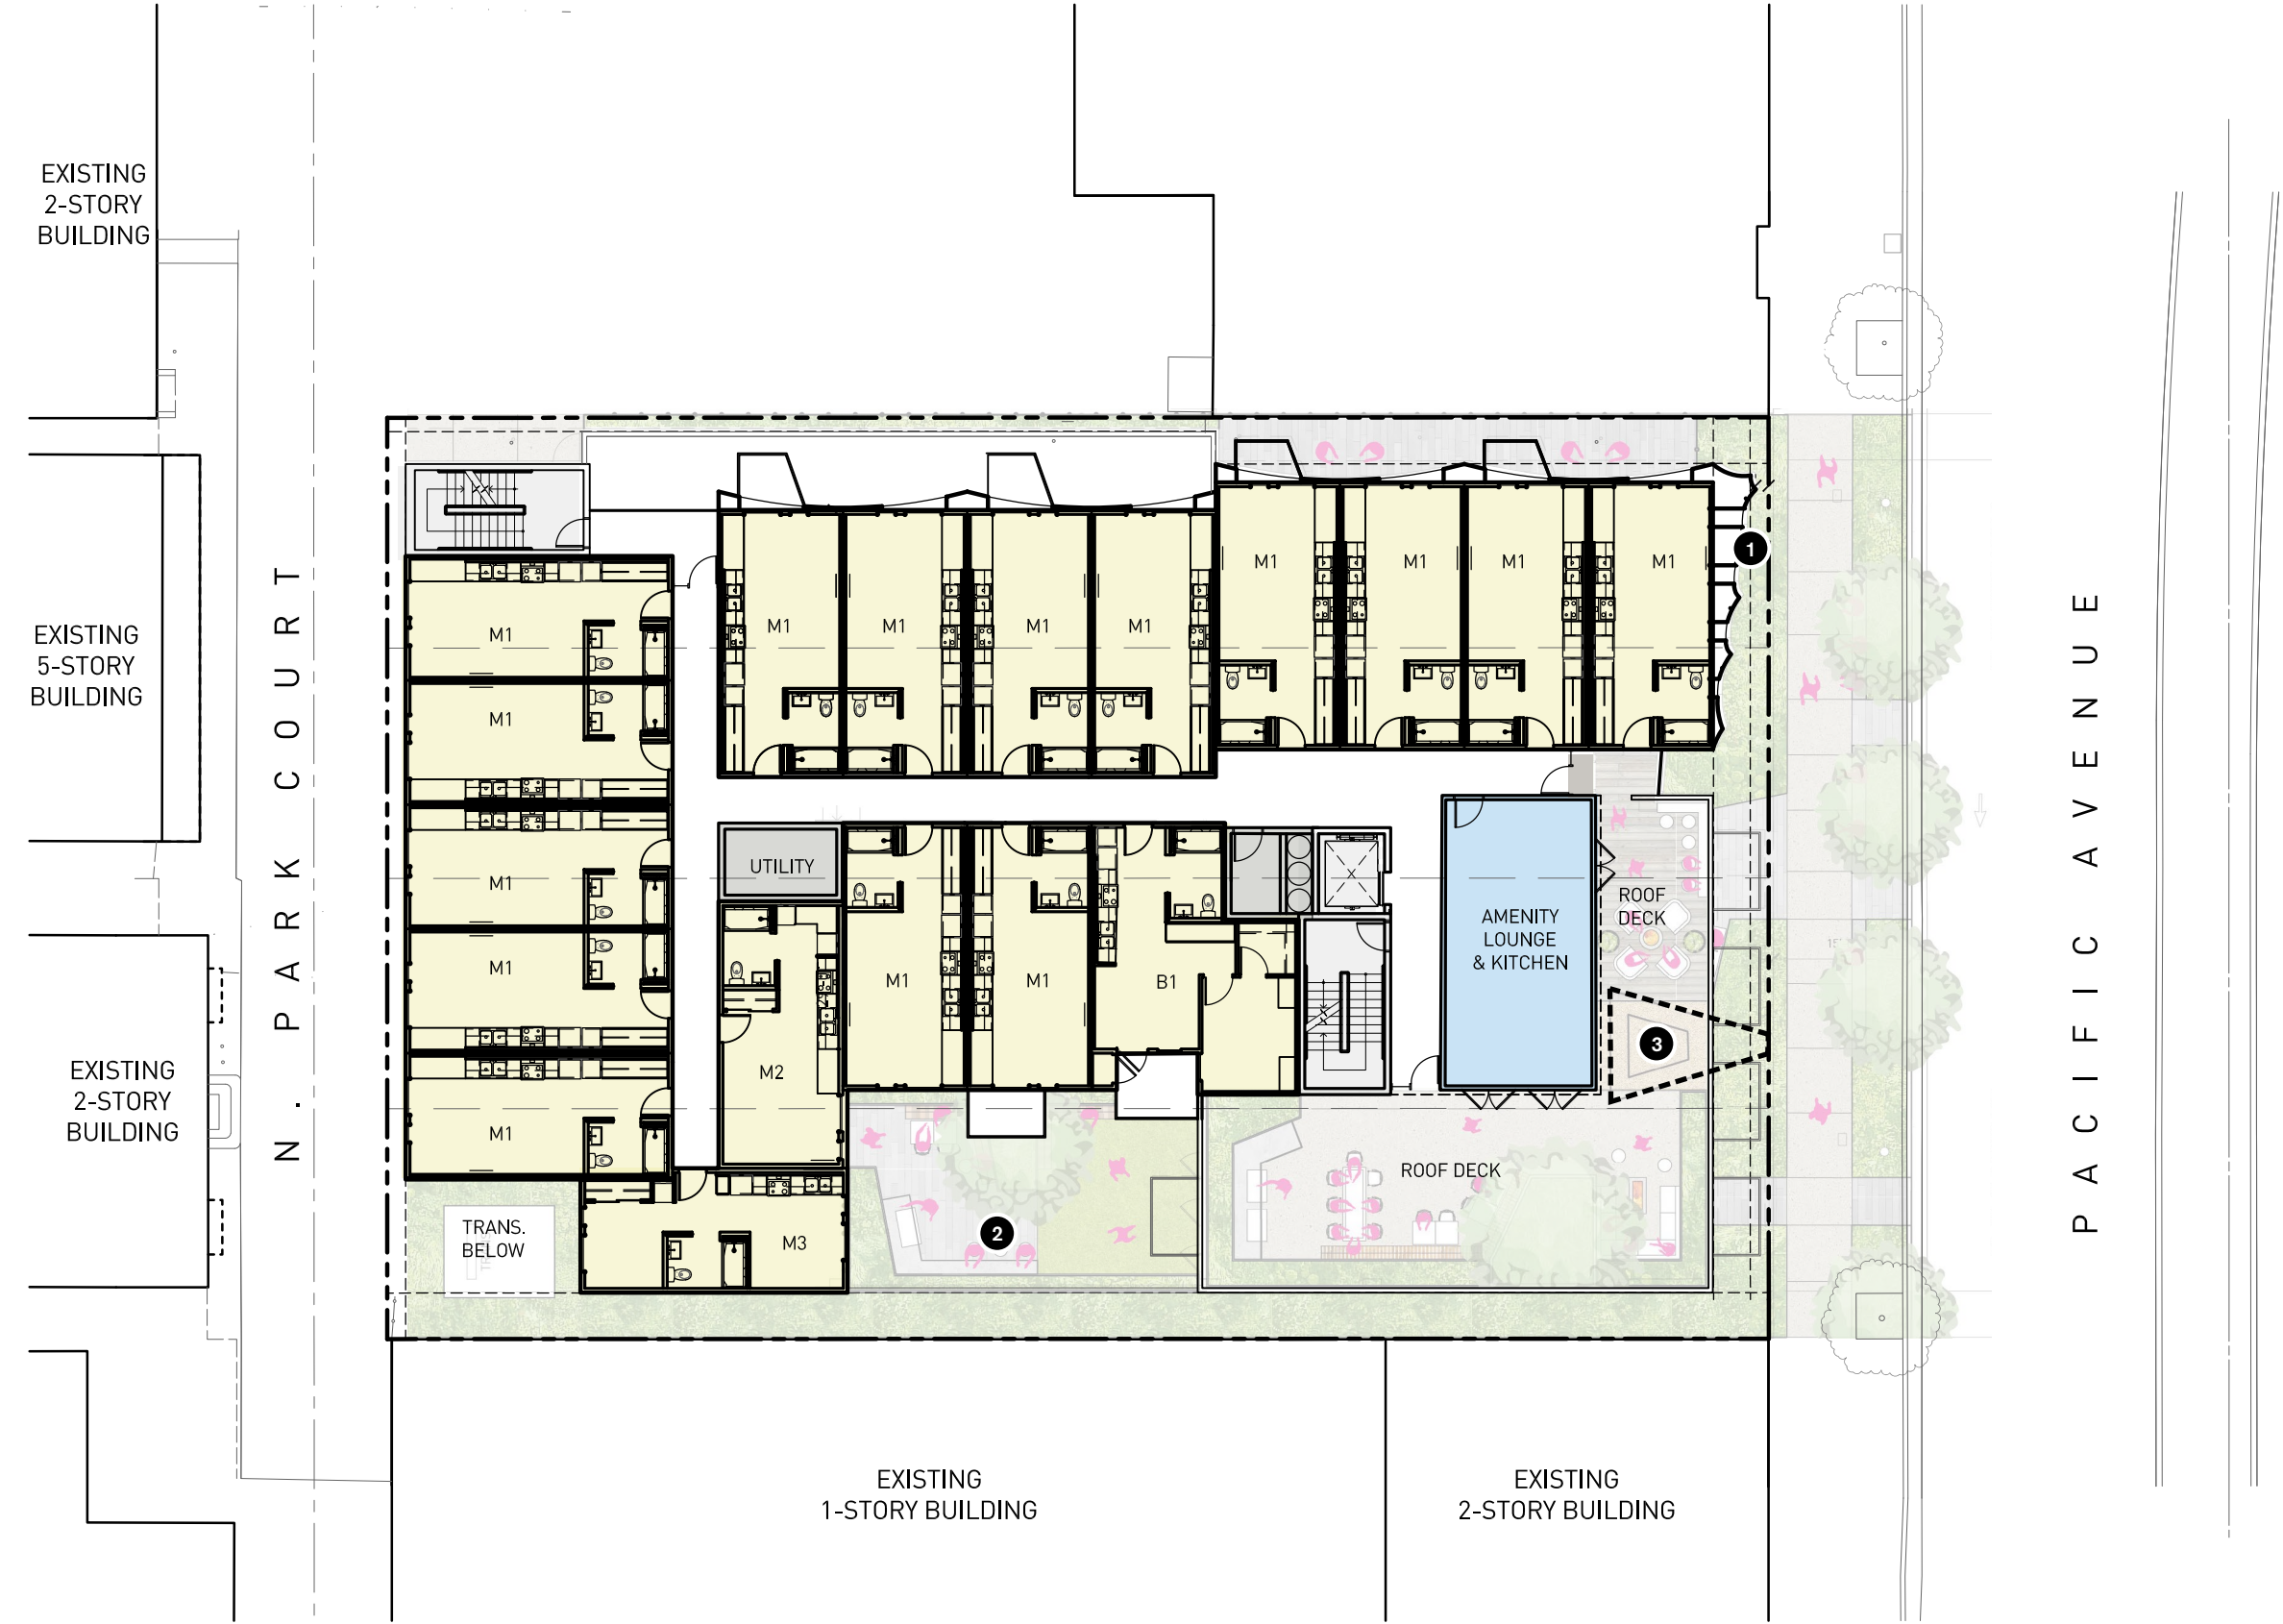 EXISTING
2-STORY
BUILDING
EXISTING
5-STORY
BUILDING
EXISTING
2-STORY
BUILDING
N. PARK COURT
PACIFIC AVENUE
M1
M1
M1
M1
1
M1
M1
M1
M1
M1
M1
M1
M1
M1
UTILITY
M1
M1
B1
M2
M3
AMENITY
LOUNGE
& KITCHEN
ROOF
DECK
3
ROOF DECK
2
TRANS.
BELOW
EXISTING
1-STORY BUILDING
EXISTING
2-STORY BUILDING